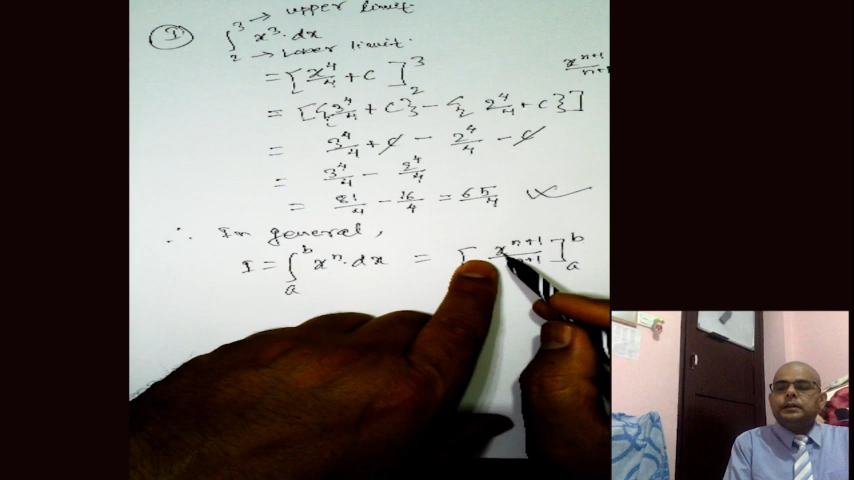 ① ∫₂³ x³· dx → upper limit
→ Lower limit.
= [x⁴/4 + C]₂³
xⁿ⁺¹/n+1
= [{3⁴/4 + C} - {2⁴/4 + C}]
= 3⁴/4 + C - 2⁴/4 - C
= 3⁴/4 - 2⁴/4
= 81/4 - 16/4 = 65/4
∴ In general,
I = ∫ₐᵇ xⁿ· dx = [xⁿ⁺¹/n+1]ₐᵇ